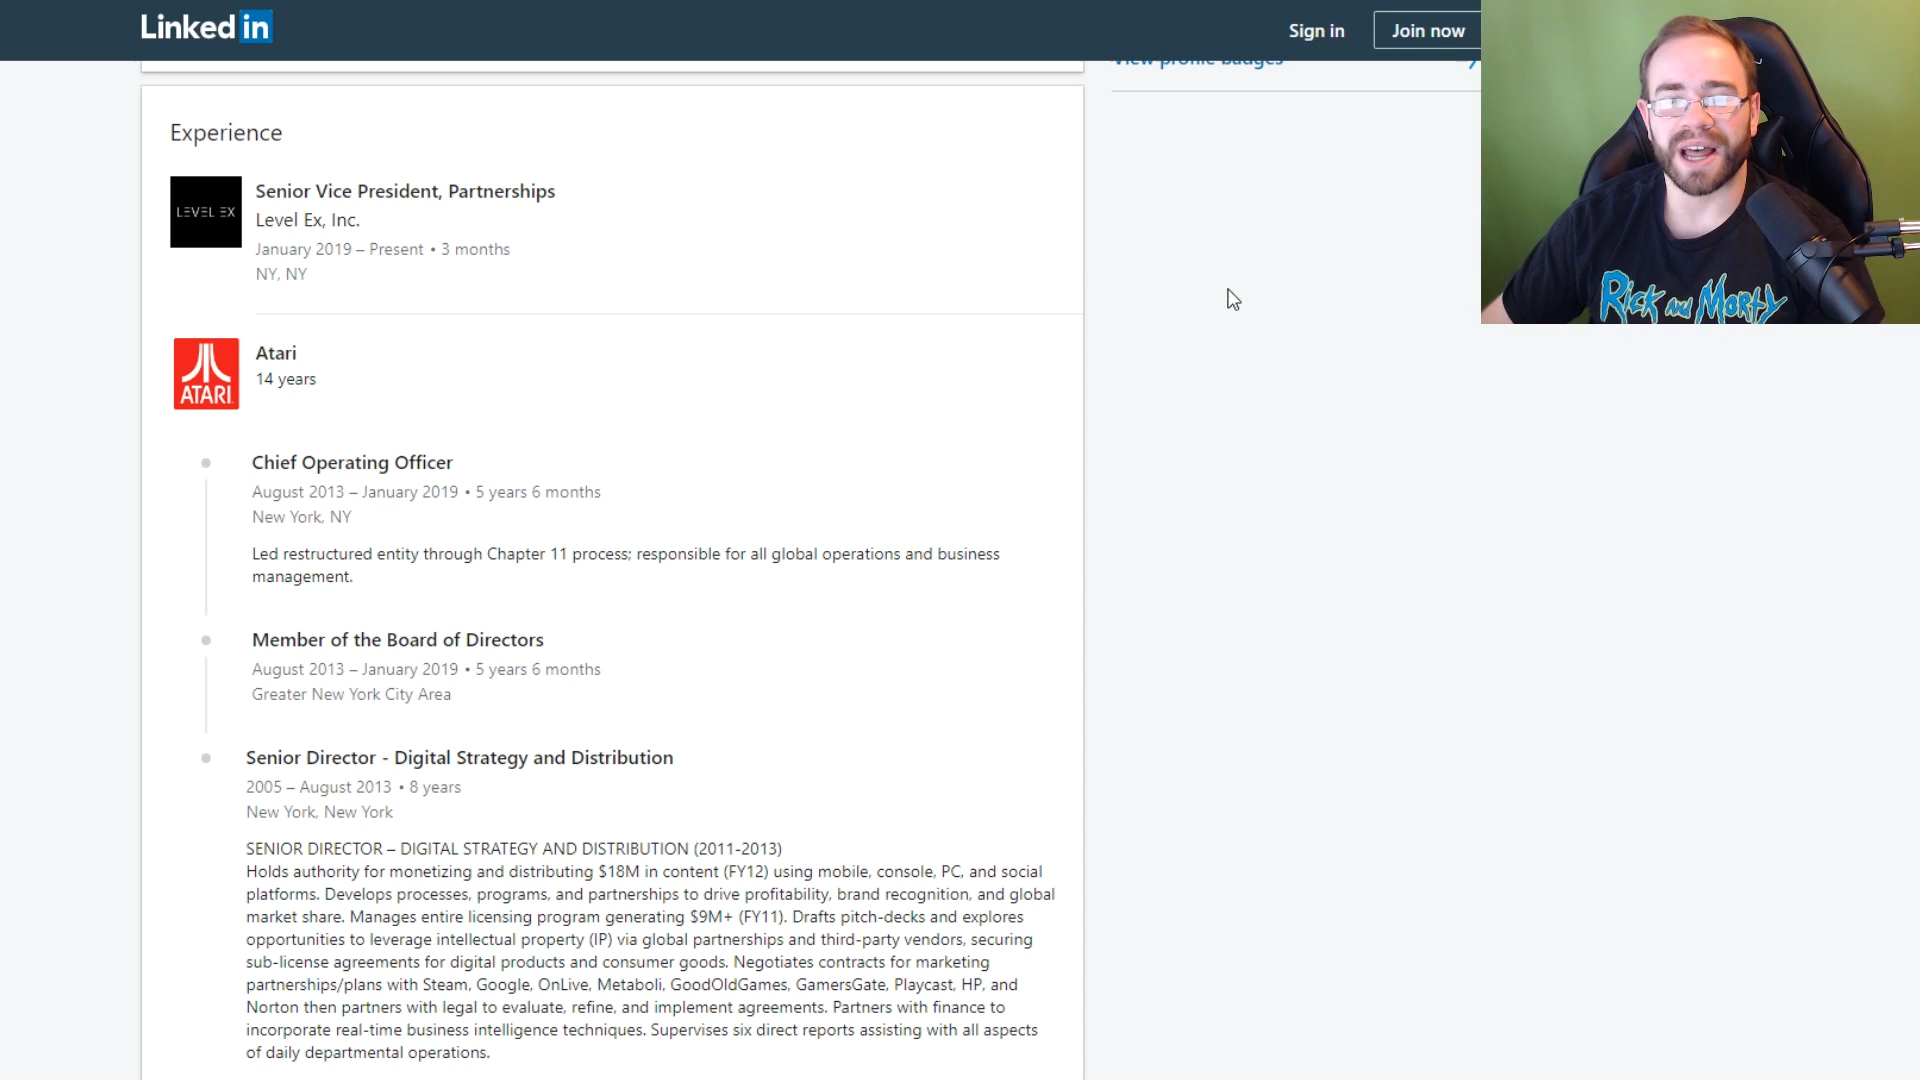 LinkedIn
Sign in
Join now
View profile badges
Experience
LEVEL EX
Senior Vice President, Partnerships
Level Ex, Inc.
January 2019 – Present • 3 months
NY, NY
ATARI
Atari
14 years
Chief Operating Officer
August 2013 – January 2019 • 5 years 6 months
New York, NY
Led restructured entity through Chapter 11 process; responsible for all global operations and business
management.
Member of the Board of Directors
August 2013 – January 2019 • 5 years 6 months
Greater New York City Area
Senior Director - Digital Strategy and Distribution
2005 – August 2013 • 8 years
New York, New York
SENIOR DIRECTOR – DIGITAL STRATEGY AND DISTRIBUTION (2011-2013)
Holds authority for monetizing and distributing $18M in content (FY12) using mobile, console, PC, and social
platforms. Develops processes, programs, and partnerships to drive profitability, brand recognition, and global
market share. Manages entire licensing program generating $9M+ (FY11). Drafts pitch-decks and explores
opportunities to leverage intellectual property (IP) via global partnerships and third-party vendors, securing
sub-license agreements for digital products and consumer goods. Negotiates contracts for marketing
partnerships/plans with Steam, Google, OnLive, Metaboli, GoodOldGames, GamersGate, Playcast, HP, and
Norton then partners with legal to evaluate, refine, and implement agreements. Partners with finance to
incorporate real-time business intelligence techniques. Supervises six direct reports assisting with all aspects
of daily departmental operations.
Rick and Morty